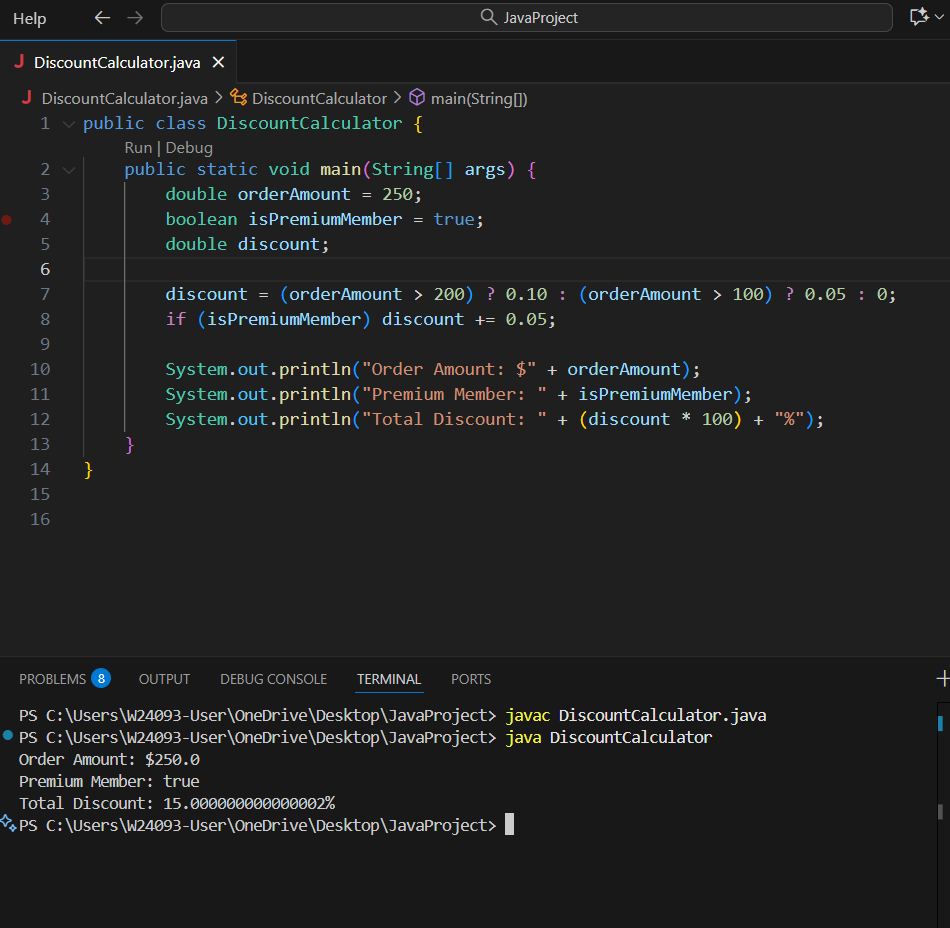 Help JavaProject
J DiscountCalculator.java ×
J DiscountCalculator.java > DiscountCalculator > main(String[])
1 public class DiscountCalculator {
Run | Debug
2 public static void main(String[] args) {
3 double orderAmount = 250;
4 boolean isPremiumMember = true;
5 double discount;
6
7 discount = (orderAmount > 200) ? 0.10 : (orderAmount > 100) ? 0.05 : 0;
8 if (isPremiumMember) discount += 0.05;
9
10 System.out.println("Order Amount: $" + orderAmount);
11 System.out.println("Premium Member: " + isPremiumMember);
12 System.out.println("Total Discount: " + (discount * 100) + "%");
13 }
14 }
15
16
PROBLEMS 8 OUTPUT DEBUG CONSOLE TERMINAL PORTS +
PS C:\Users\W24093-User\OneDrive\Desktop\JavaProject> javac DiscountCalculator.java
PS C:\Users\W24093-User\OneDrive\Desktop\JavaProject> java DiscountCalculator
Order Amount: $250.0
Premium Member: true
Total Discount: 15.000000000000002%
PS C:\Users\W24093-User\OneDrive\Desktop\JavaProject>